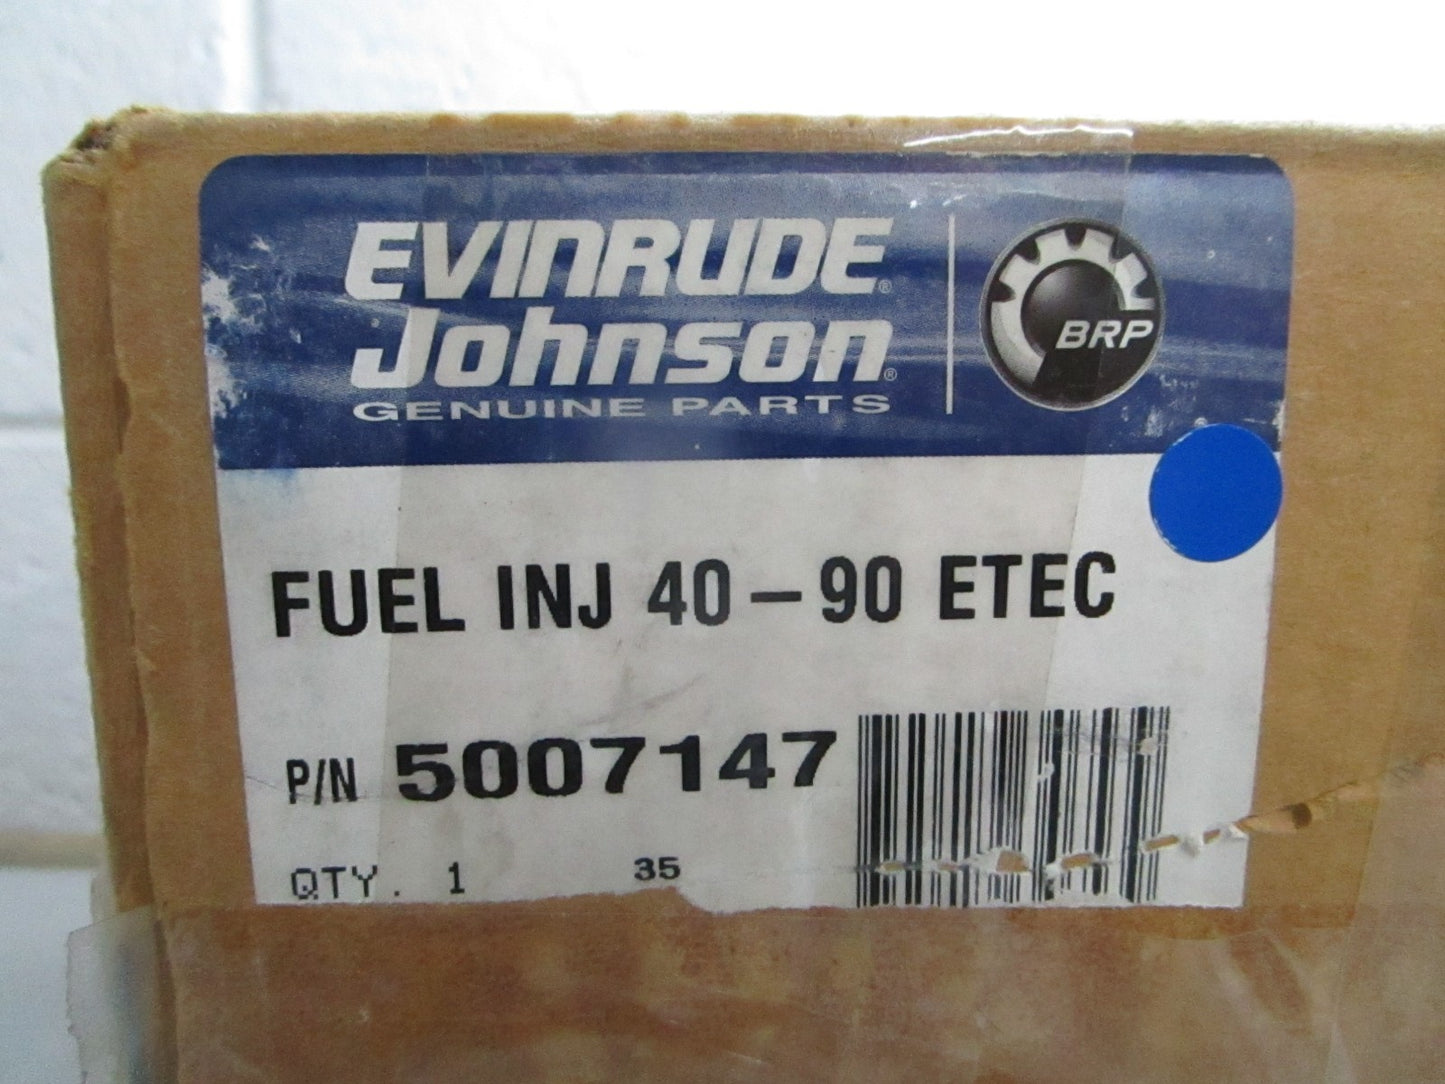 EVINRUDE®
Johnson®
GENUINE PARTS
BRP
FUEL INJ 40-90 ETEC
P/N 5007147
QTY. 1 35